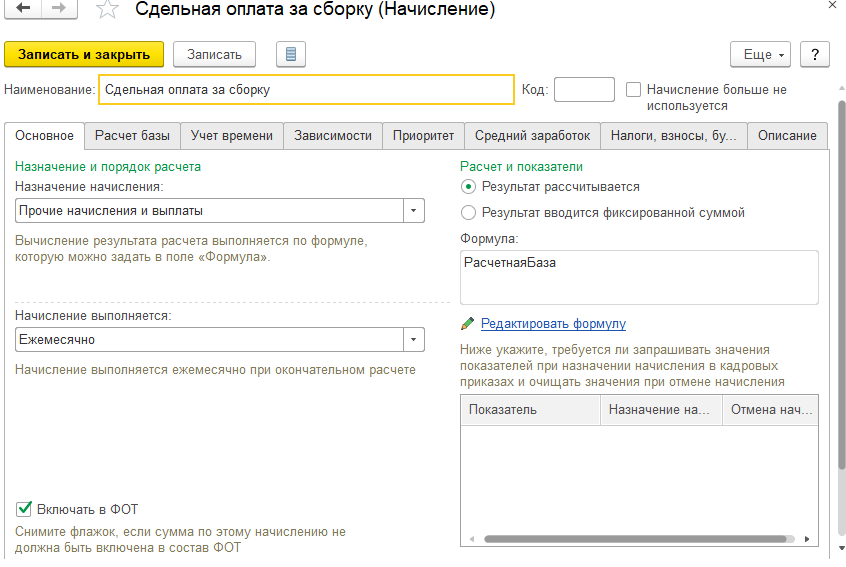 Сдельная оплата за сборку (Начисление)
Записать и закрыть
Записать
Еще
?
Наименование:
Сдельная оплата за сборку
Код:
Начисление больше не
используется
Основное
Расчет базы
Учет времени
Зависимости
Приоритет
Средний заработок
Налоги, взносы, бу...
Описание
Назначение и порядок расчета
Назначение начисления:
Прочие начисления и выплаты
Вычисление результата расчета выполняется по формуле,
которую можно задать в поле «Формула».
Начисление выполняется:
Ежемесячно
Начисление выполняется ежемесячно при окончательном расчете
Включать в ФОТ
Снимите флажок, если сумма по этому начислению не
должна быть включена в состав ФОТ
Расчет и показатели
Результат рассчитывается
Результат вводится фиксированной суммой
Формула:
РасчетнаяБаза
Редактировать формулу
Ниже укажите, требуется ли запрашивать значения
показателей при назначении начисления в кадровых
приказах и очищать значения при отмене начисления
Показатель
Назначение на...
Отмена нач...